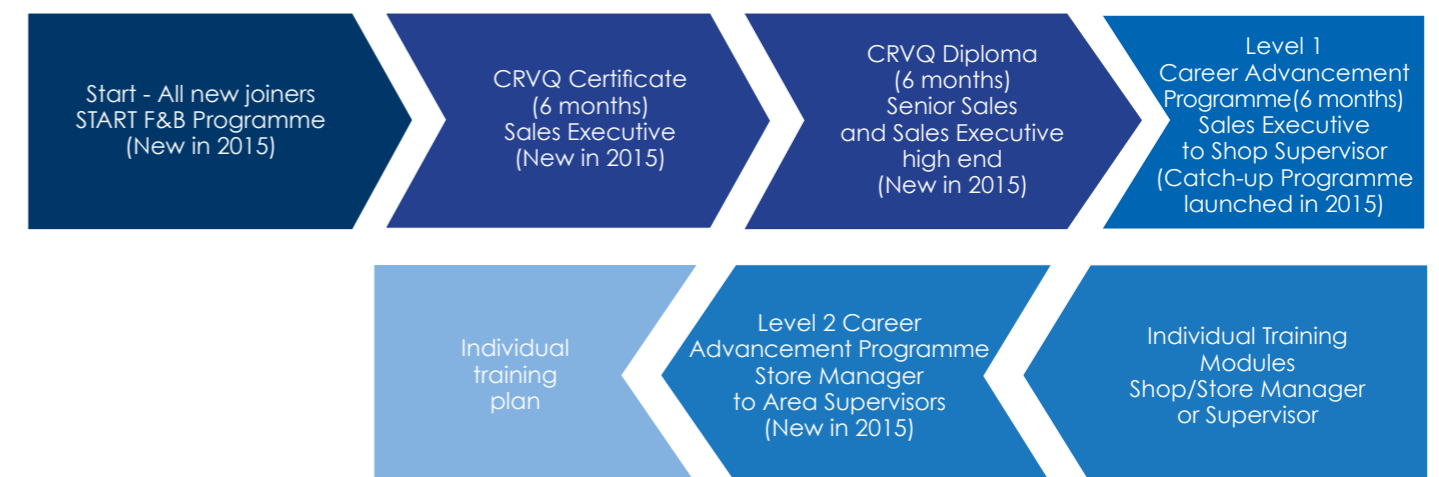 Start - All new joiners
START F&B Programme
(New in 2015)
CRVQ Certificate
(6 months)
Sales Executive
(New in 2015)
CRVQ Diploma
(6 months)
Senior Sales
and Sales Executive
high end
(New in 2015)
Level 1
Career Advancement
Programme(6 months)
Sales Executive
to Shop Supervisor
(Catch-up Programme
launched in 2015)
Individual Training
Modules
Shop/Store Manager
or Supervisor
Level 2 Career
Advancement Programme
Store Manager
to Area Supervisors
(New in 2015)
Individual
training
plan